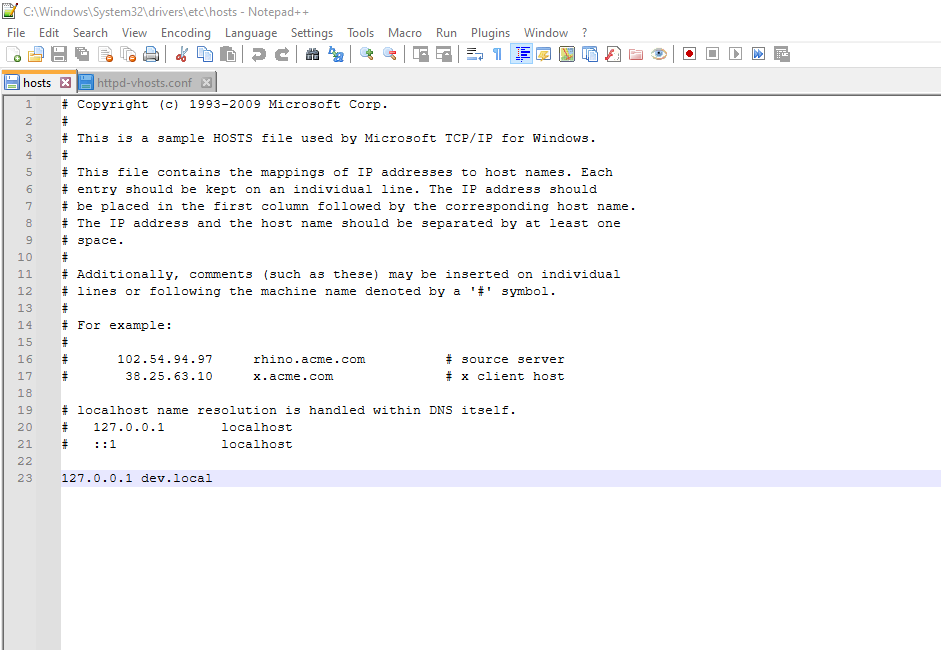 C:\Windows\System32\drivers\etc\hosts - Notepad++
File Edit Search View Encoding Language Settings Tools Macro Run Plugins Window ?
hosts httpd-vhosts.conf
1 # Copyright (c) 1993-2009 Microsoft Corp.
2 #
3 # This is a sample HOSTS file used by Microsoft TCP/IP for Windows.
4 #
5 # This file contains the mappings of IP addresses to host names. Each
6 # entry should be kept on an individual line. The IP address should
7 # be placed in the first column followed by the corresponding host name.
8 # The IP address and the host name should be separated by at least one
9 # space.
10 #
11 # Additionally, comments (such as these) may be inserted on individual
12 # lines or following the machine name denoted by a '#' symbol.
13 #
14 # For example:
15 #
16 #      102.54.94.97     rhino.acme.com          # source server
17 #       38.25.63.10     x.acme.com              # x client host
18
19 # localhost name resolution is handled within DNS itself.
20 #   127.0.0.1       localhost
21 #   ::1             localhost
22
23 127.0.0.1 dev.local